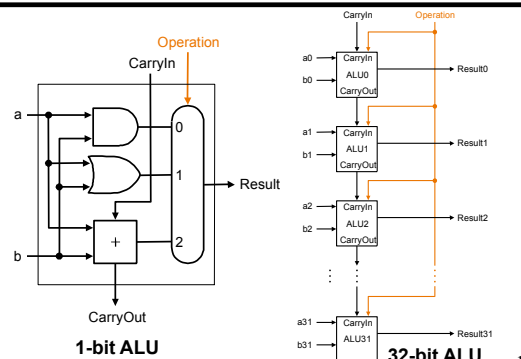 Operation
CarryIn
a
0
1
+
2
Result
b
CarryOut
1-bit ALU
CarryIn
Operation
a0
CarryIn
b0
ALU0
Result0
CarryOut
a1
CarryIn
b1
ALU1
Result1
CarryOut
a2
CarryIn
b2
ALU2
Result2
CarryOut
a31
CarryIn
b31
ALU31
Result31
32-bit ALU